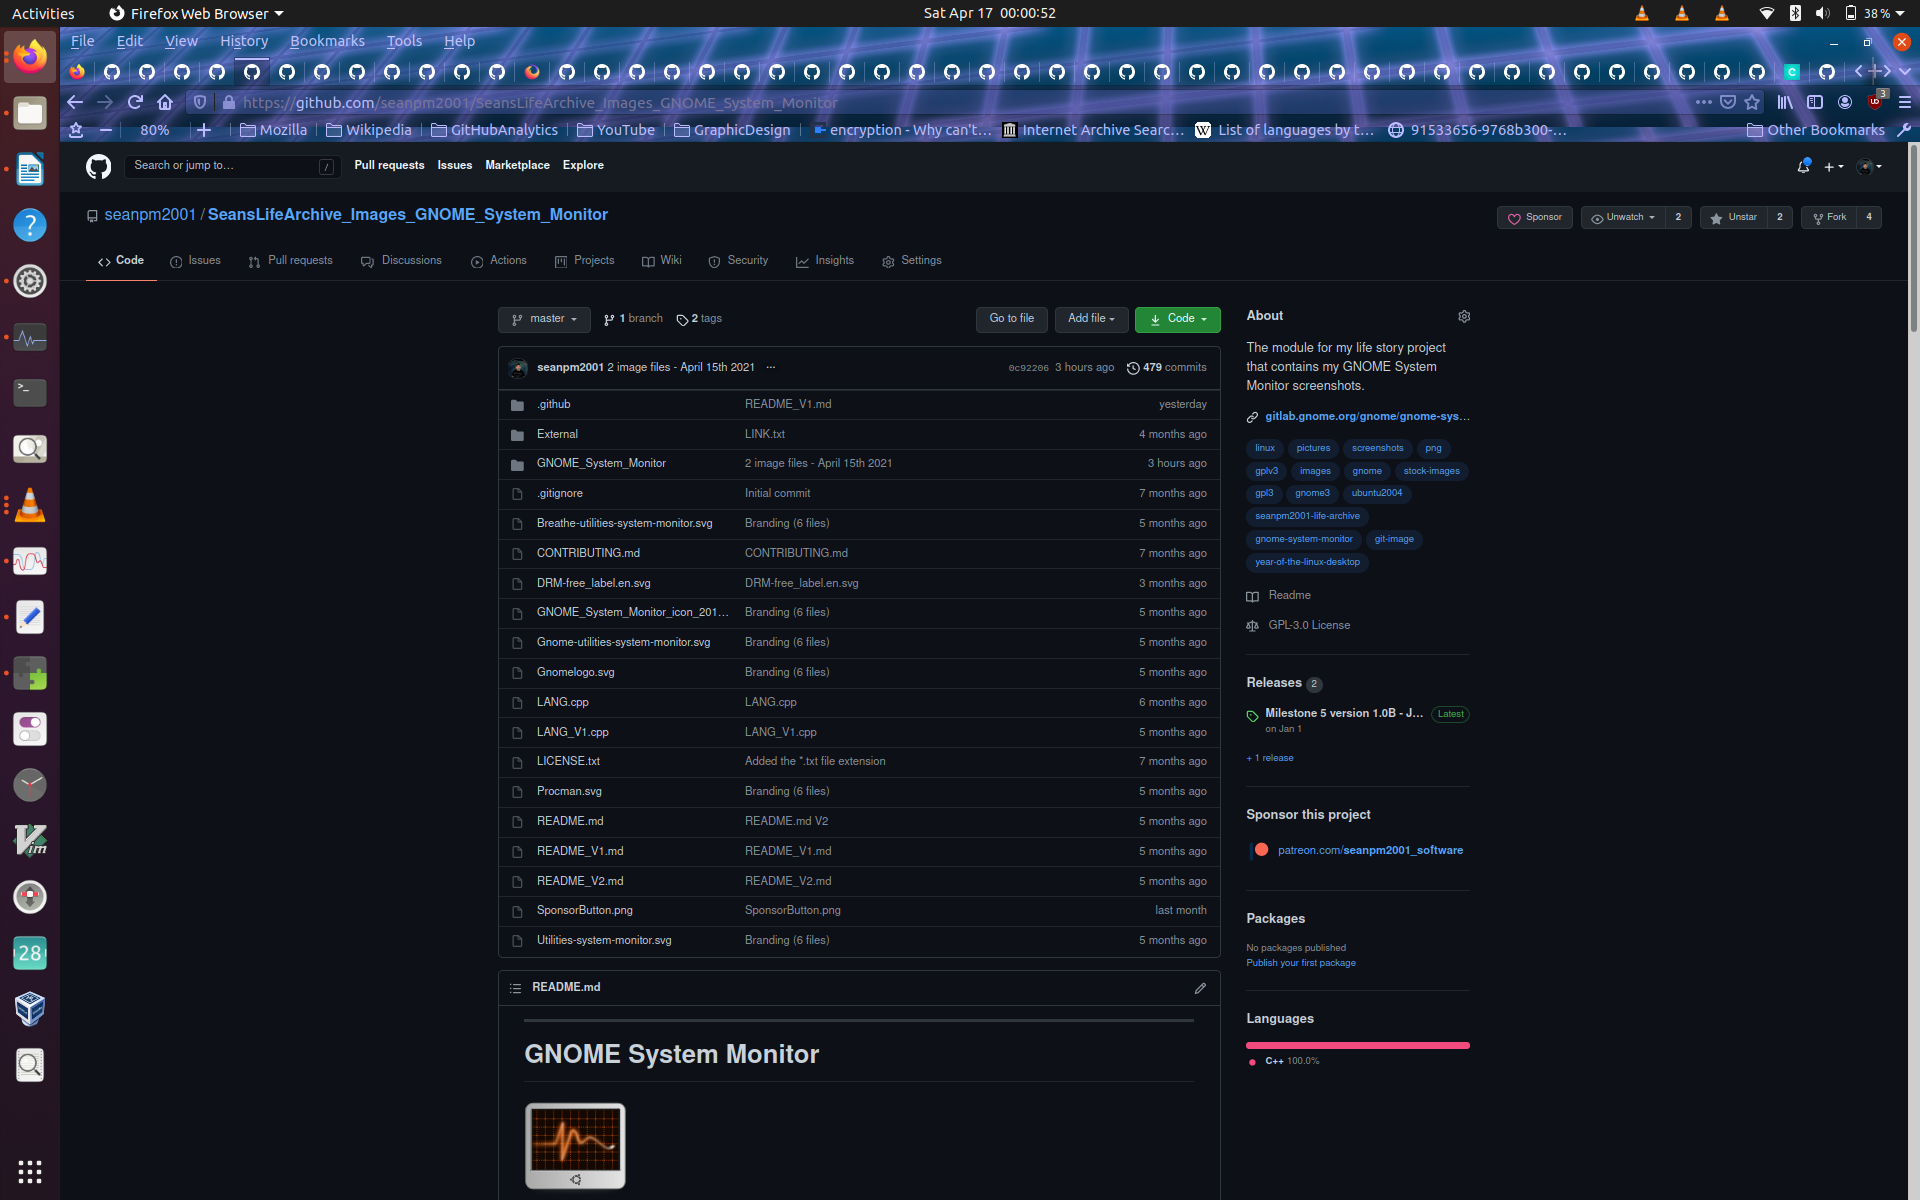 Activities Firefox Web Browser Sat Apr 17 00:00:52 38 %
File Edit View History Bookmarks Tools Help
C
https://github.com/seanpm2001/SeansLifeArchive_Images_GNOME_System_Monitor 3
80% Mozilla Wikipedia GitHubAnalytics YouTube GraphicDesign encryption - Why can't… Internet Archive Searc… W List of languages by t… 91533656-9768b300-… Other Bookmarks
Search or jump to… / Pull requests Issues Marketplace Explore
seanpm2001 / SeansLifeArchive_Images_GNOME_System_Monitor Sponsor Unwatch 2 Unstar 2 Fork 4
Code Issues Pull requests Discussions Actions Projects Wiki Security Insights Settings
master 1 branch 2 tags Go to file Add file Code
seanpm2001 2 image files - April 15th 2021 … 0c92206 3 hours ago 479 commits
.github README_V1.md yesterday
External LINK.txt 4 months ago
GNOME_System_Monitor 2 image files - April 15th 2021 3 hours ago
.gitignore Initial commit 7 months ago
Breathe-utilities-system-monitor.svg Branding (6 files) 5 months ago
CONTRIBUTING.md CONTRIBUTING.md 7 months ago
DRM-free_label.en.svg DRM-free_label.en.svg 3 months ago
GNOME_System_Monitor_icon_201… Branding (6 files) 5 months ago
Gnome-utilities-system-monitor.svg Branding (6 files) 5 months ago
Gnomelogo.svg Branding (6 files) 5 months ago
LANG.cpp LANG.cpp 6 months ago
LANG_V1.cpp LANG_V1.cpp 5 months ago
LICENSE.txt Added the *.txt file extension 7 months ago
Procman.svg Branding (6 files) 5 months ago
README.md README.md V2 5 months ago
README_V1.md README_V1.md 5 months ago
README_V2.md README_V2.md 5 months ago
SponsorButton.png SponsorButton.png last month
Utilities-system-monitor.svg Branding (6 files) 5 months ago
README.md
GNOME System Monitor
About
The module for my life story project
that contains my GNOME System
Monitor screenshots.
gitlab.gnome.org/gnome/gnome-sys…
linux pictures screenshots png
gplv3 images gnome stock-images
gpl3 gnome3 ubuntu2004
seanpm2001-life-archive
gnome-system-monitor git-image
year-of-the-linux-desktop
Readme
GPL-3.0 License
Releases 2
Milestone 5 version 1.0B - J… Latest
on Jan 1
+ 1 release
Sponsor this project
patreon.com/seanpm2001_software
Packages
No packages published
Publish your first package
Languages
C++ 100.0%
?
>_
Vim
28